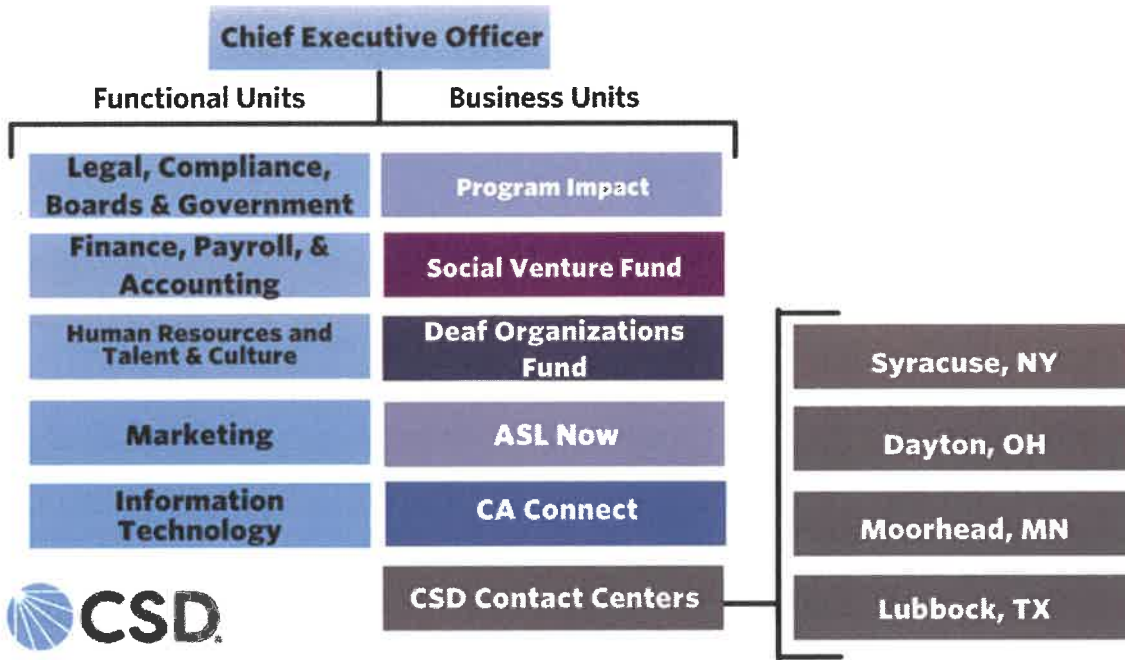 Chief Executive Officer
Functional Units
Business Units
Legal, Compliance,
Boards & Government
Program Impact
Finance, Payroll, &
Accounting
Social Venture Fund
Human Resources and
Talent & Culture
Deaf Organizations
Fund
Marketing
ASL Now
Information
Technology
CA Connect
CSD Contact Centers
Syracuse, NY
Dayton, OH
Moorhead, MN
Lubbock, TX
CSD